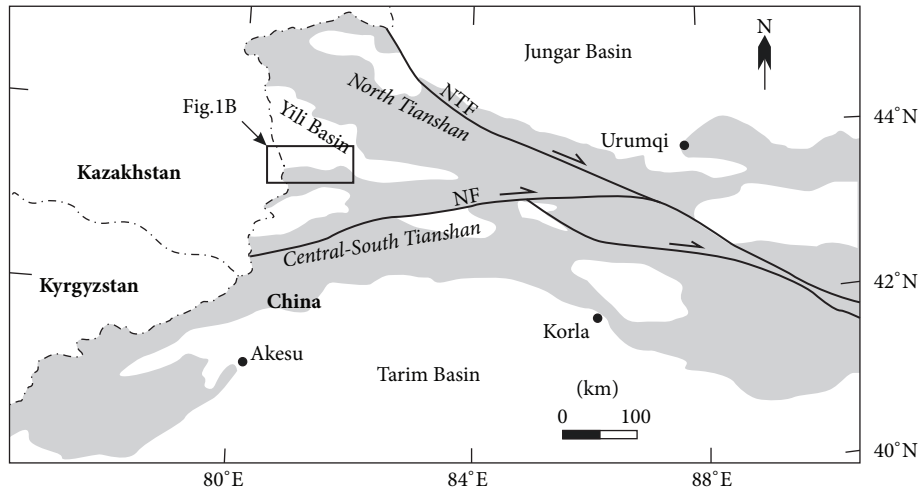 N
Jungar Basin
NTF
North Tianshan
Fig.1B
Yili Basin
44°N
Urumqi
Kazakhstan
NF
Central-South Tianshan
42°N
Kyrgyzstan
China
Korla
Akesu
Tarim Basin
(km)
0 100
40°N
80°E 84°E 88°E